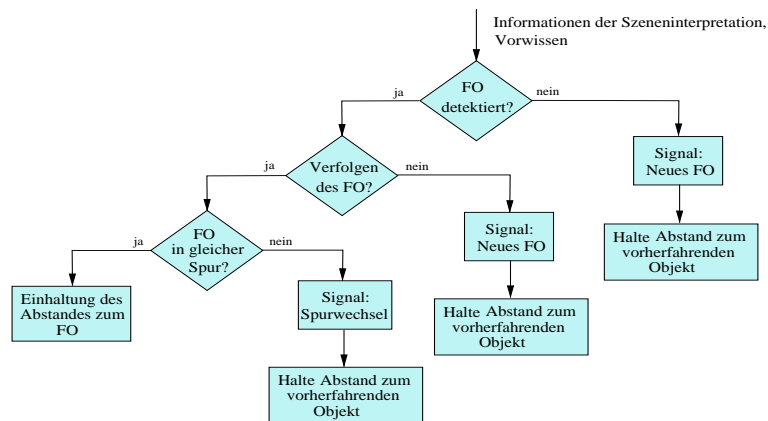 Informationen der Szeneninterpretation,
Vorwissen
FO
detektiert?
ja
nein
Verfolgen
des FO?
ja
nein
Signal:
Neues FO
FO
in gleicher
Spur?
ja
nein
Signal:
Neues FO
Halte Abstand zum
vorherfahrenden
Objekt
Einhaltung des
Abstandes zum
FO
Signal:
Spurwechsel
Halte Abstand zum
vorherfahrenden
Objekt
Halte Abstand zum
vorherfahrenden
Objekt